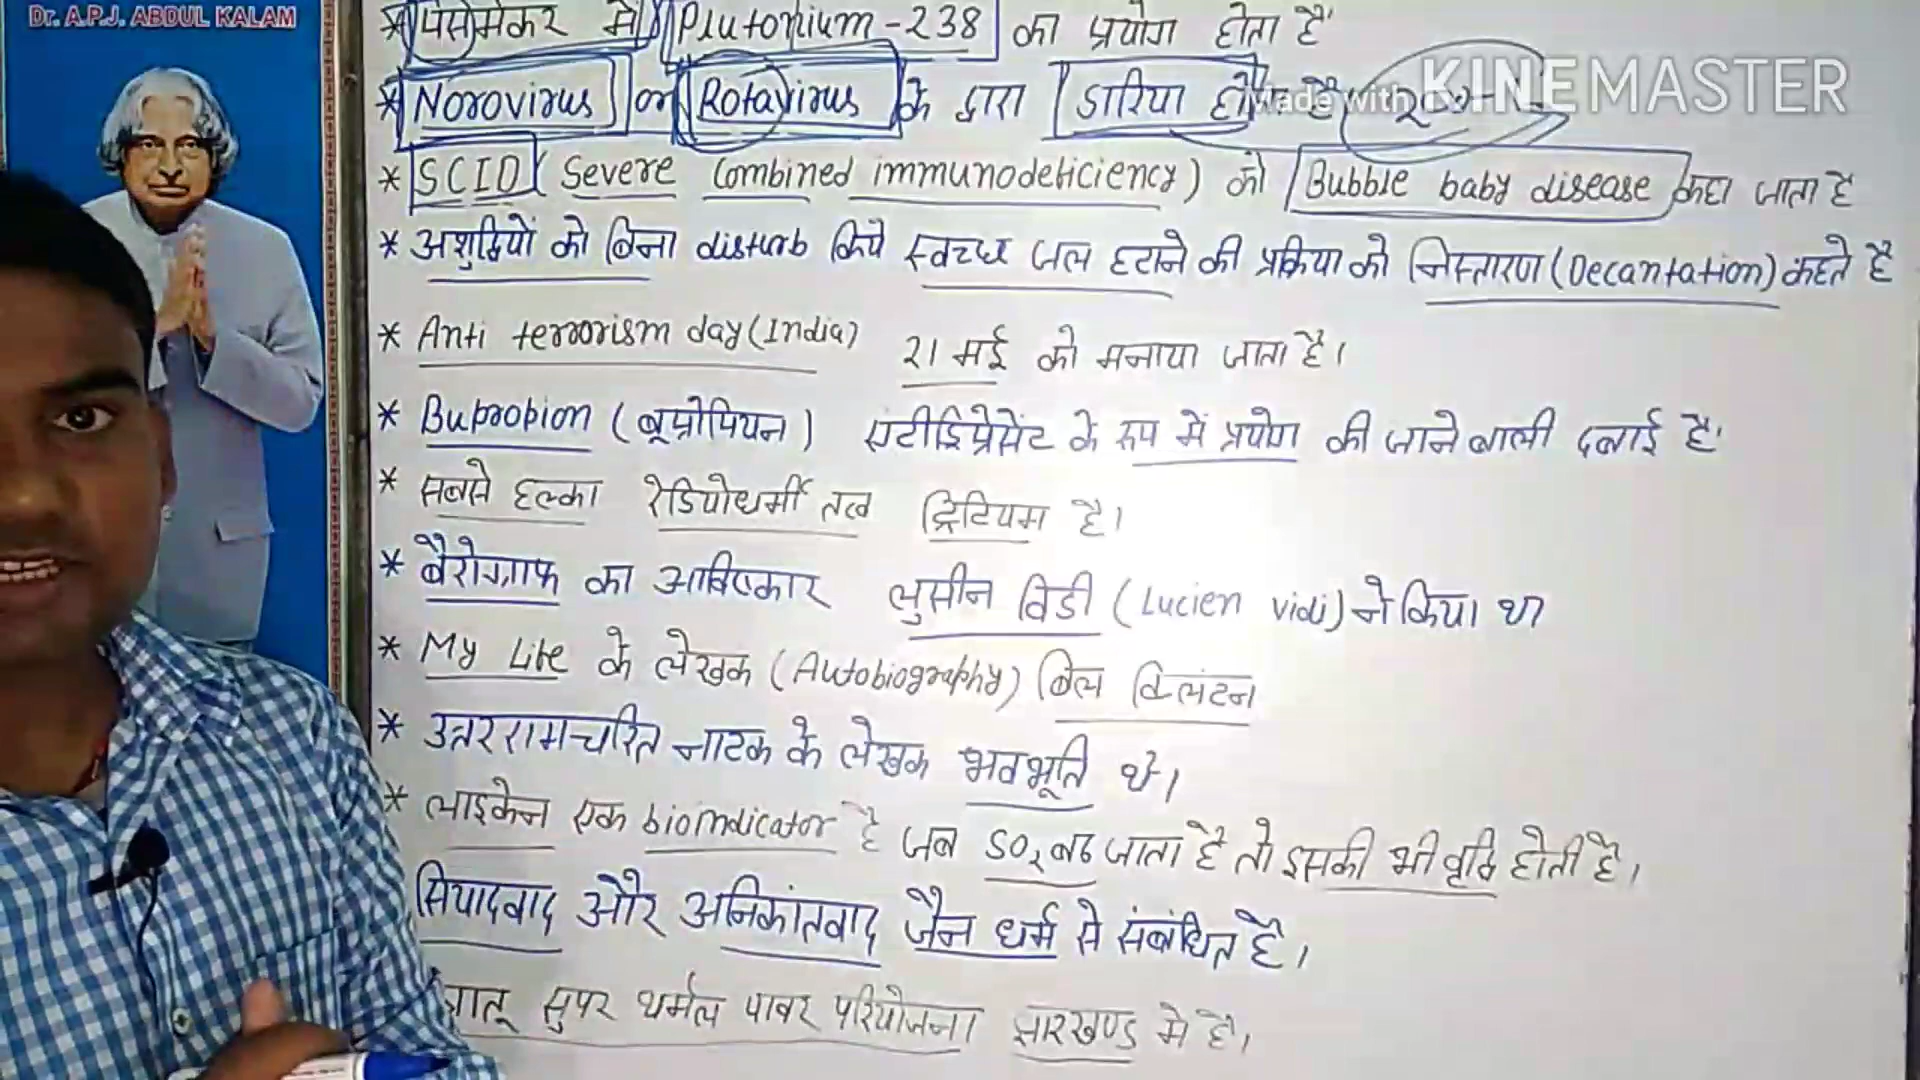 Dr. A.P.J. ABDUL KALAM
* पेसमेकर में Plutonium-238 का प्रयोग होता है
* Norovirus or Rotavirus के द्वारा डारिया होता है
Made with KINEMASTER
* SCID (Severe Combined immunodeficiency) को Bubble baby disease कहा जाता है
* अशुद्धियों को बिना disturb किये स्वच्छ जल हटाने की प्रक्रिया को निस्तारण (Decantation) कहते है
* Anti terrorism day (India) 21 मई को मनाया जाता है।
* Bupropion (बूप्रोपियन) एंटीडिप्रेसेंट के रूप में प्रयोग की जाने वाली दवाई है
* सबसे हल्का रेडियोधर्मी तत्व ट्रिटियम है।
* बैरोग्राफ का आविष्कार लुसीन विडी (Lucien vidi) ने किया था
* My Life के लेखक (Autobiography) बिल क्लिंटन
* उत्तररामचरित नाटक के लेखक भवभूति थे।
* लाइकेन एक bioindicator है जब SO₂ बढ जाता है तो इसकी भी वृद्धि होती है।
सियादवाद और अनिकांतवाद जैन धर्म से संबंधित है।
सुपर थर्मल पावर परियोजना झारखण्ड मे है।